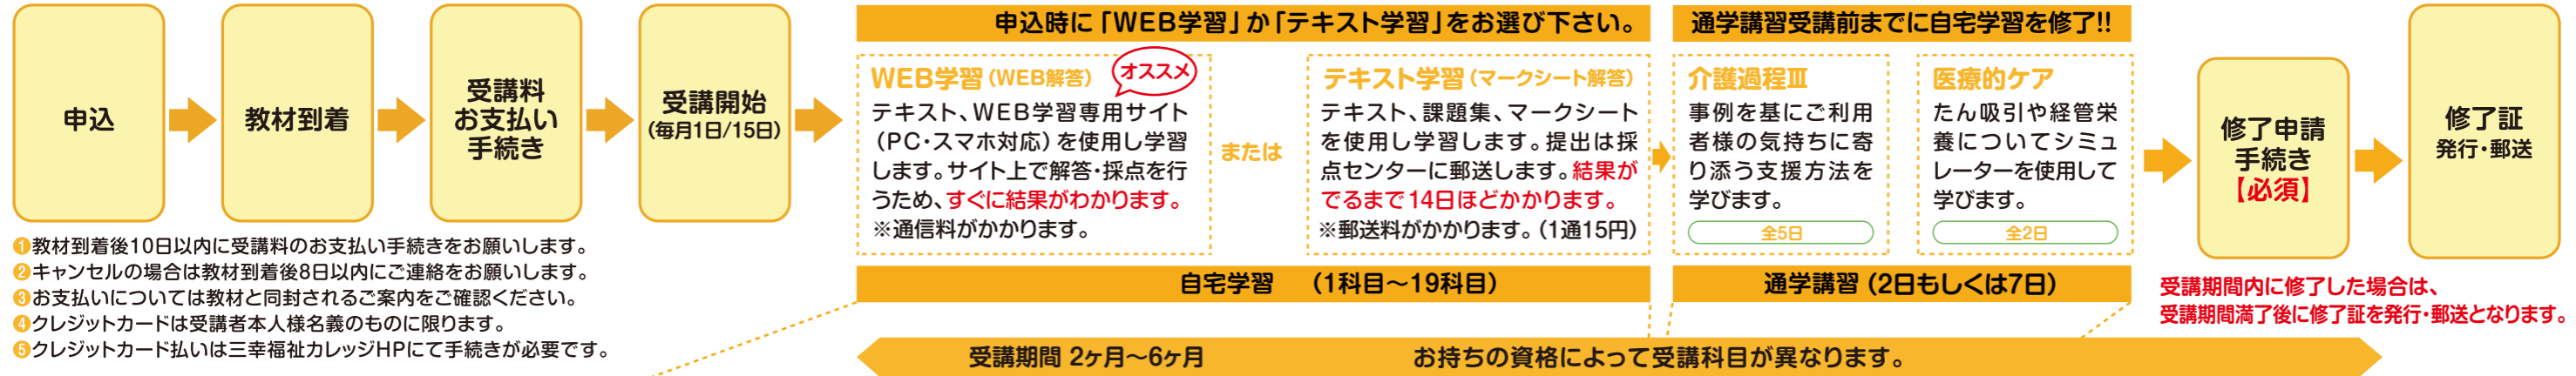 申込
教材到着
受講料
お支払い
手続き
受講開始
(毎月1日/15日)
❶教材到着後10日以内に受講料のお支払い手続きをお願いします。
❷キャンセルの場合は教材到着後8日以内にご連絡をお願いします。
❸お支払いについては教材と同封されるご案内をご確認ください。
❹クレジットカードは受講者本人様名義のものに限ります。
❺クレジットカード払いは三幸福祉カレッジHPにて手続きが必要です。
申込時に「WEB学習」か「テキスト学習」をお選び下さい。
WEB学習(WEB解答)
オススメ
テキスト、WEB学習専用サイト
(PC・スマホ対応)を使用し学習
します。サイト上で解答・採点を行
うため、すぐに結果がわかります。
※通信料がかかります。
または
テキスト学習(マークシート解答)
テキスト、課題集、マークシート
を使用し学習します。提出は採
点センターに郵送します。結果が
でるまで14日ほどかかります。
※郵送料がかかります。(1通15円)
自宅学習 (1科目〜19科目)
通学講習受講前までに自宅学習を修了!!
介護過程Ⅲ
事例を基にご利用
者様の気持ちに寄
り添う支援方法を
学びます。
全5日
医療的ケア
たん吸引や経管栄
養についてシミュ
レーターを使用して
学びます。
全2日
通学講習(2日もしくは7日)
修了申請
手続き
【必須】
修了証
発行・郵送
受講期間内に修了した場合は、
受講期間満了後に修了証を発行・郵送となります。
受講期間 2ヶ月〜6ヶ月 お持ちの資格によって受講科目が異なります。